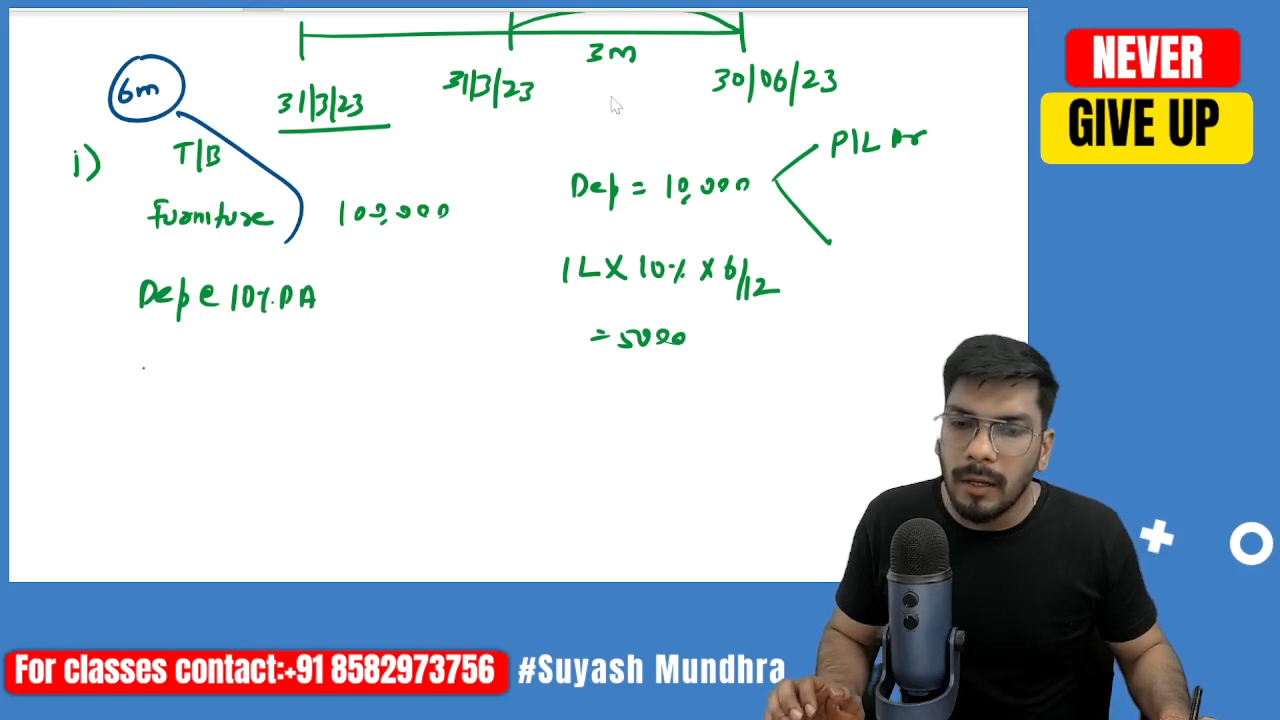 3m
31/3/23
31/3/23
30/06/23
6m
i)
T/B
Furniture
100,000
Dep @ 10% PA
Dep = 10,000
P/L Dr
1L X 10% X 6/12
= 5000
NEVER
GIVE UP
For classes contact:+91 8582973756
#Suyash Mundhra